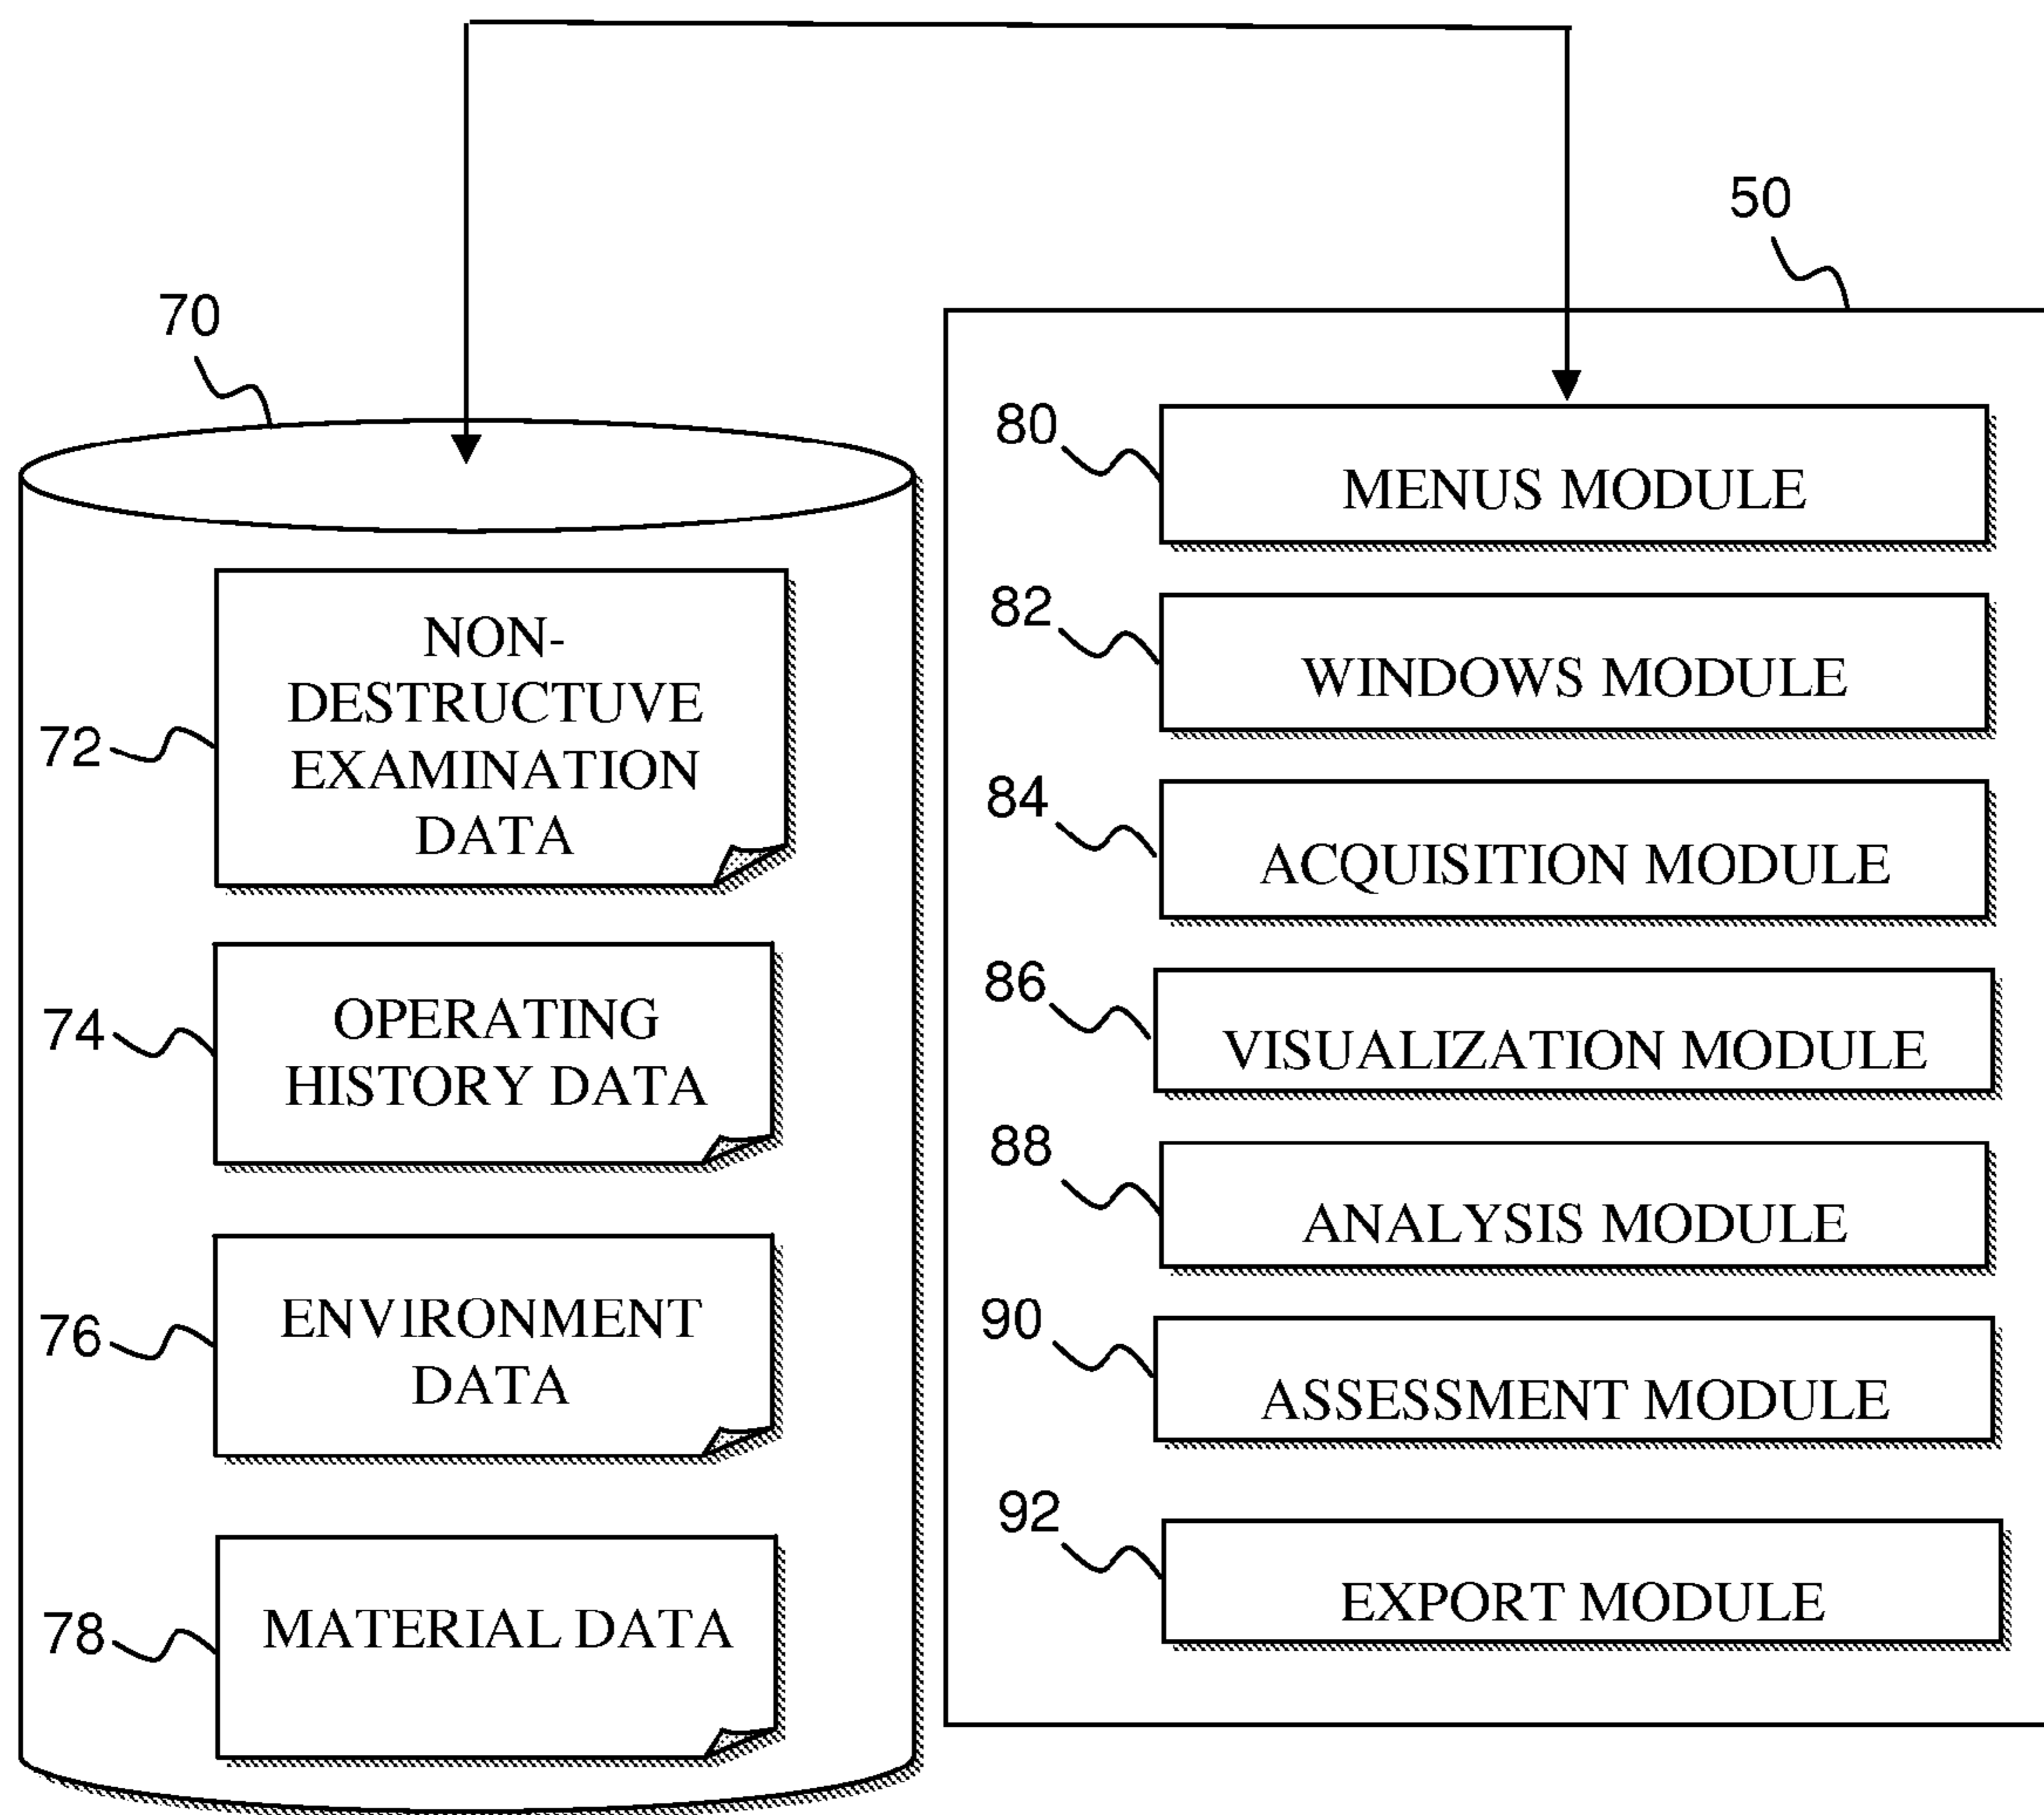 50
70
NON-
DESTRUCTUVE
EXAMINATION
DATA
72
OPERATING
HISTORY DATA
74
ENVIRONMENT
DATA
76
MATERIAL DATA
78
80
MENUS MODULE
82
WINDOWS MODULE
84
ACQUISITION MODULE
86
VISUALIZATION MODULE
88
ANALYSIS MODULE
90
ASSESSMENT MODULE
92
EXPORT MODULE